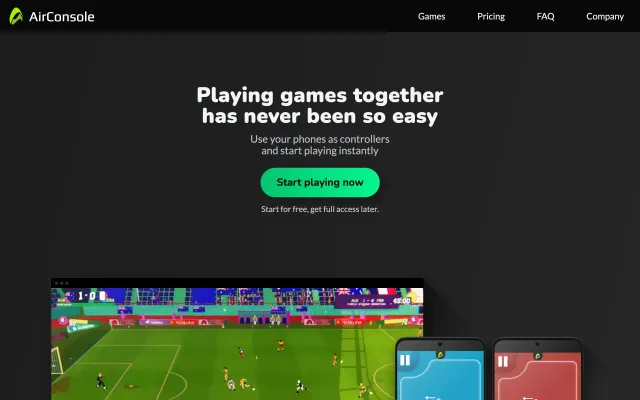 AirConsole
Games
Pricing
FAQ
Company
Playing games together
has never been so easy
Use your phones as controllers
and start playing instantly
Start playing now
Start for free, get full access later.
1 - 0
45:00